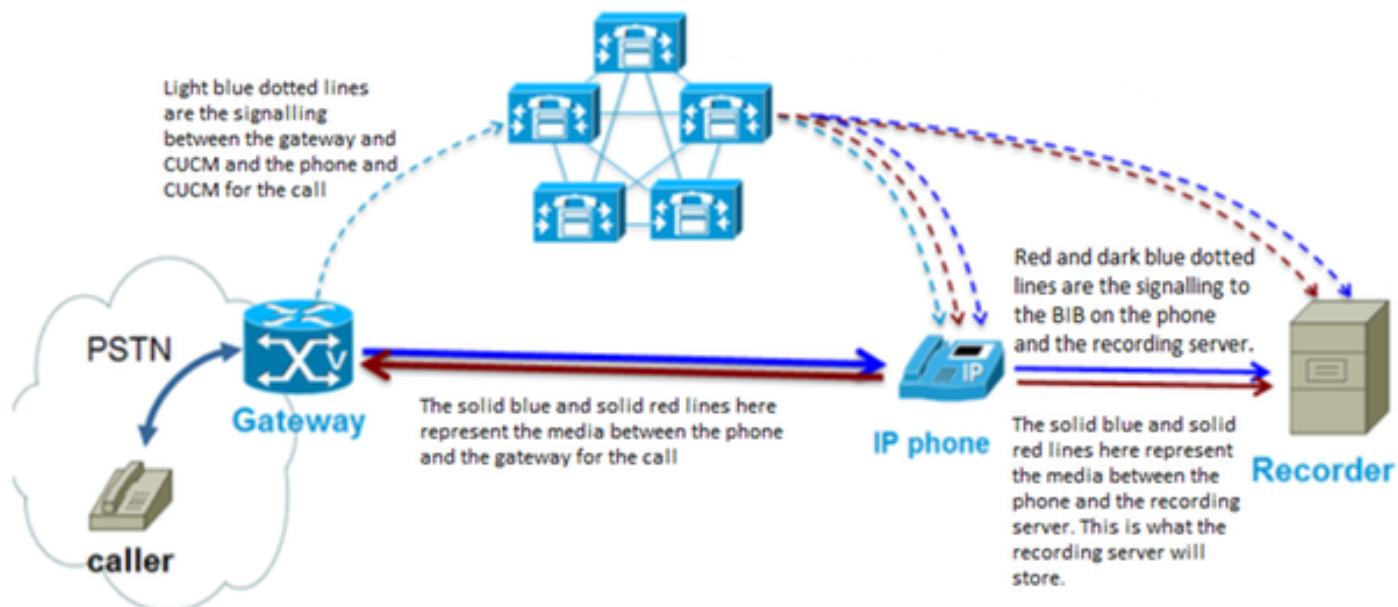 Light blue dotted lines
are the signalling
between the gateway and
CUCM and the phone and
CUCM for the call
PSTN
V
Gateway
caller
The solid blue and solid red lines here
represent the media between the phone
and the gateway for the call
IP
IP phone
Red and dark blue dotted
lines are the signalling to
the BIB on the phone
and the recording server.
The solid blue and solid
red lines here represent
the media between the
phone and the recording
server. This is what the
recording server will
store.
Recorder